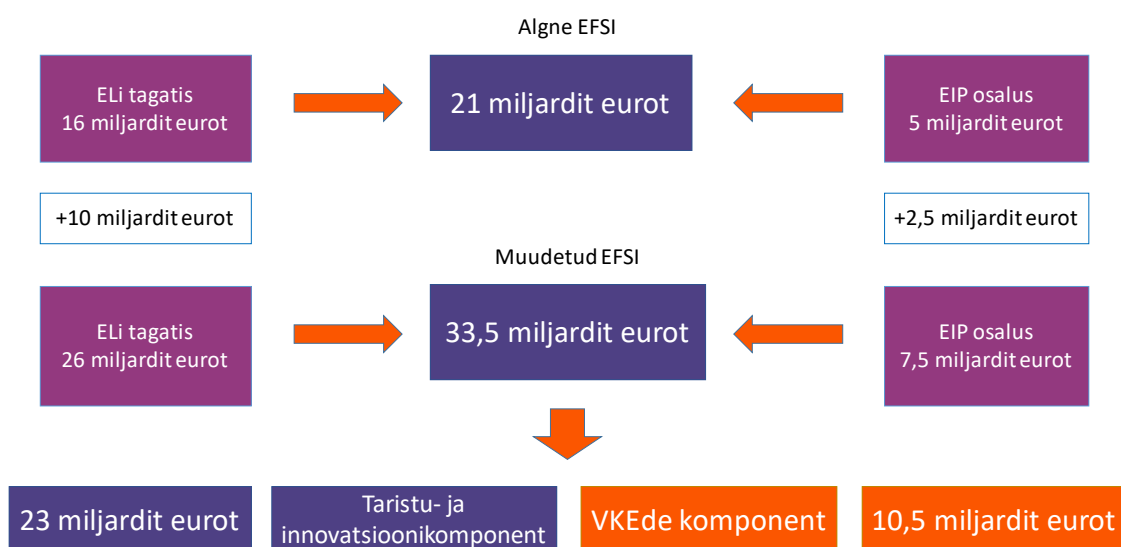 Algne EFSI
ELi tagatis
16 miljardit eurot
21 miljardit eurot
EIP osalus
5 miljardit eurot
+10 miljardit eurot
+2,5 miljardit eurot
Muudetud EFSI
ELi tagatis
26 miljardit eurot
33,5 miljardit eurot
EIP osalus
7,5 miljardit eurot
23 miljardit eurot
Taristu- ja
innovatsioonikomponent
VKEde komponent
10,5 miljardit eurot